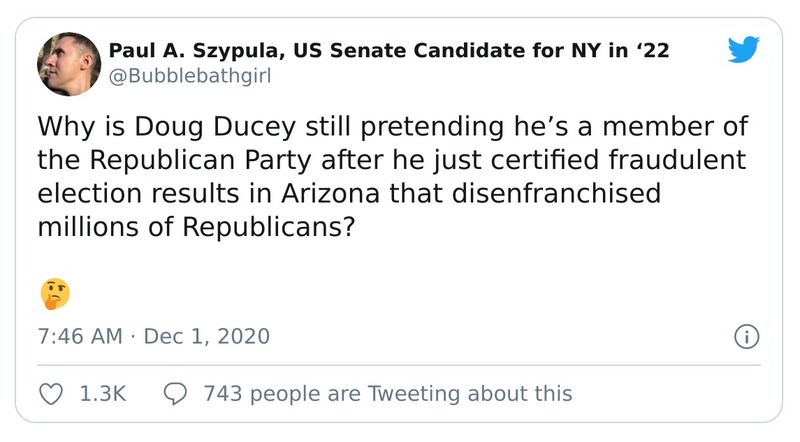 Paul A. Szypula, US Senate Candidate for NY in ‘22
@Bubblebathgirl
Why is Doug Ducey still pretending he’s a member of
the Republican Party after he just certified fraudulent
election results in Arizona that disenfranchised
millions of Republicans?
🤔
7:46 AM · Dec 1, 2020
1.3K 743 people are Tweeting about this